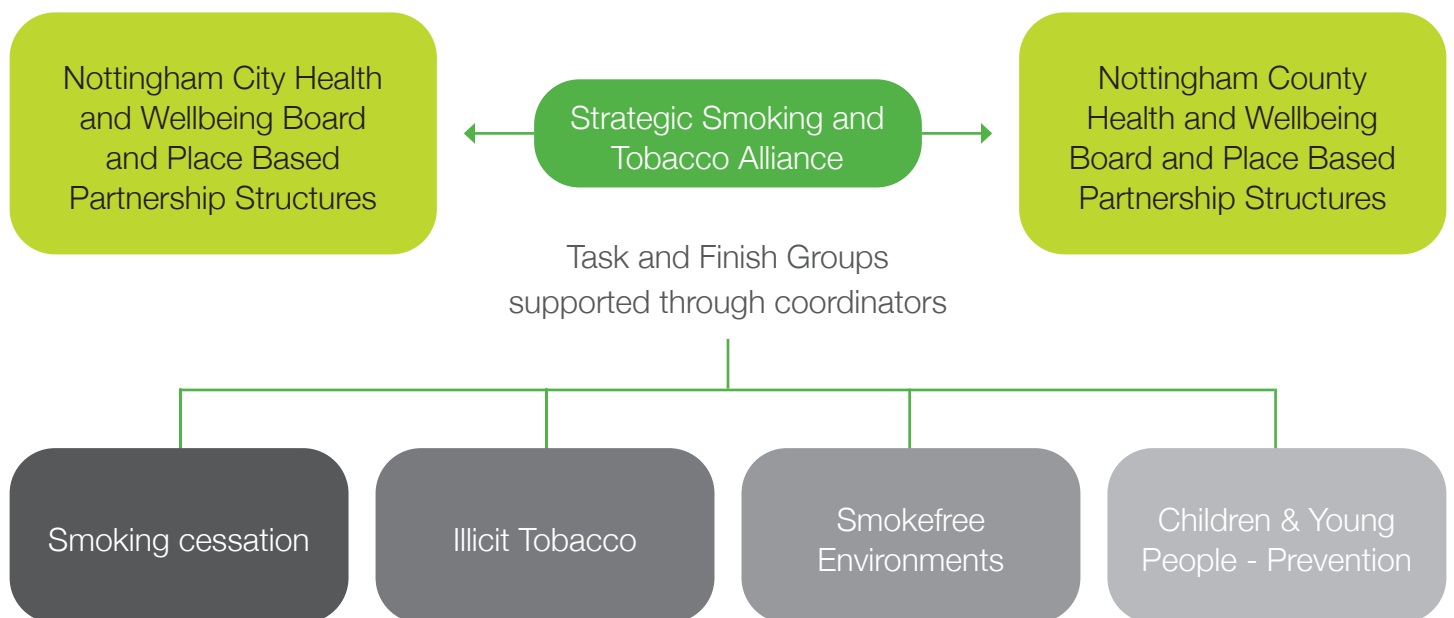 Nottingham City Health
and Wellbeing Board
and Place Based
Partnership Structures
Strategic Smoking and
Tobacco Alliance
Nottingham County
Health and Wellbeing
Board and Place Based
Partnership Structures
Task and Finish Groups
supported through coordinators
Smoking cessation
Illicit Tobacco
Smokefree
Environments
Children & Young
People - Prevention